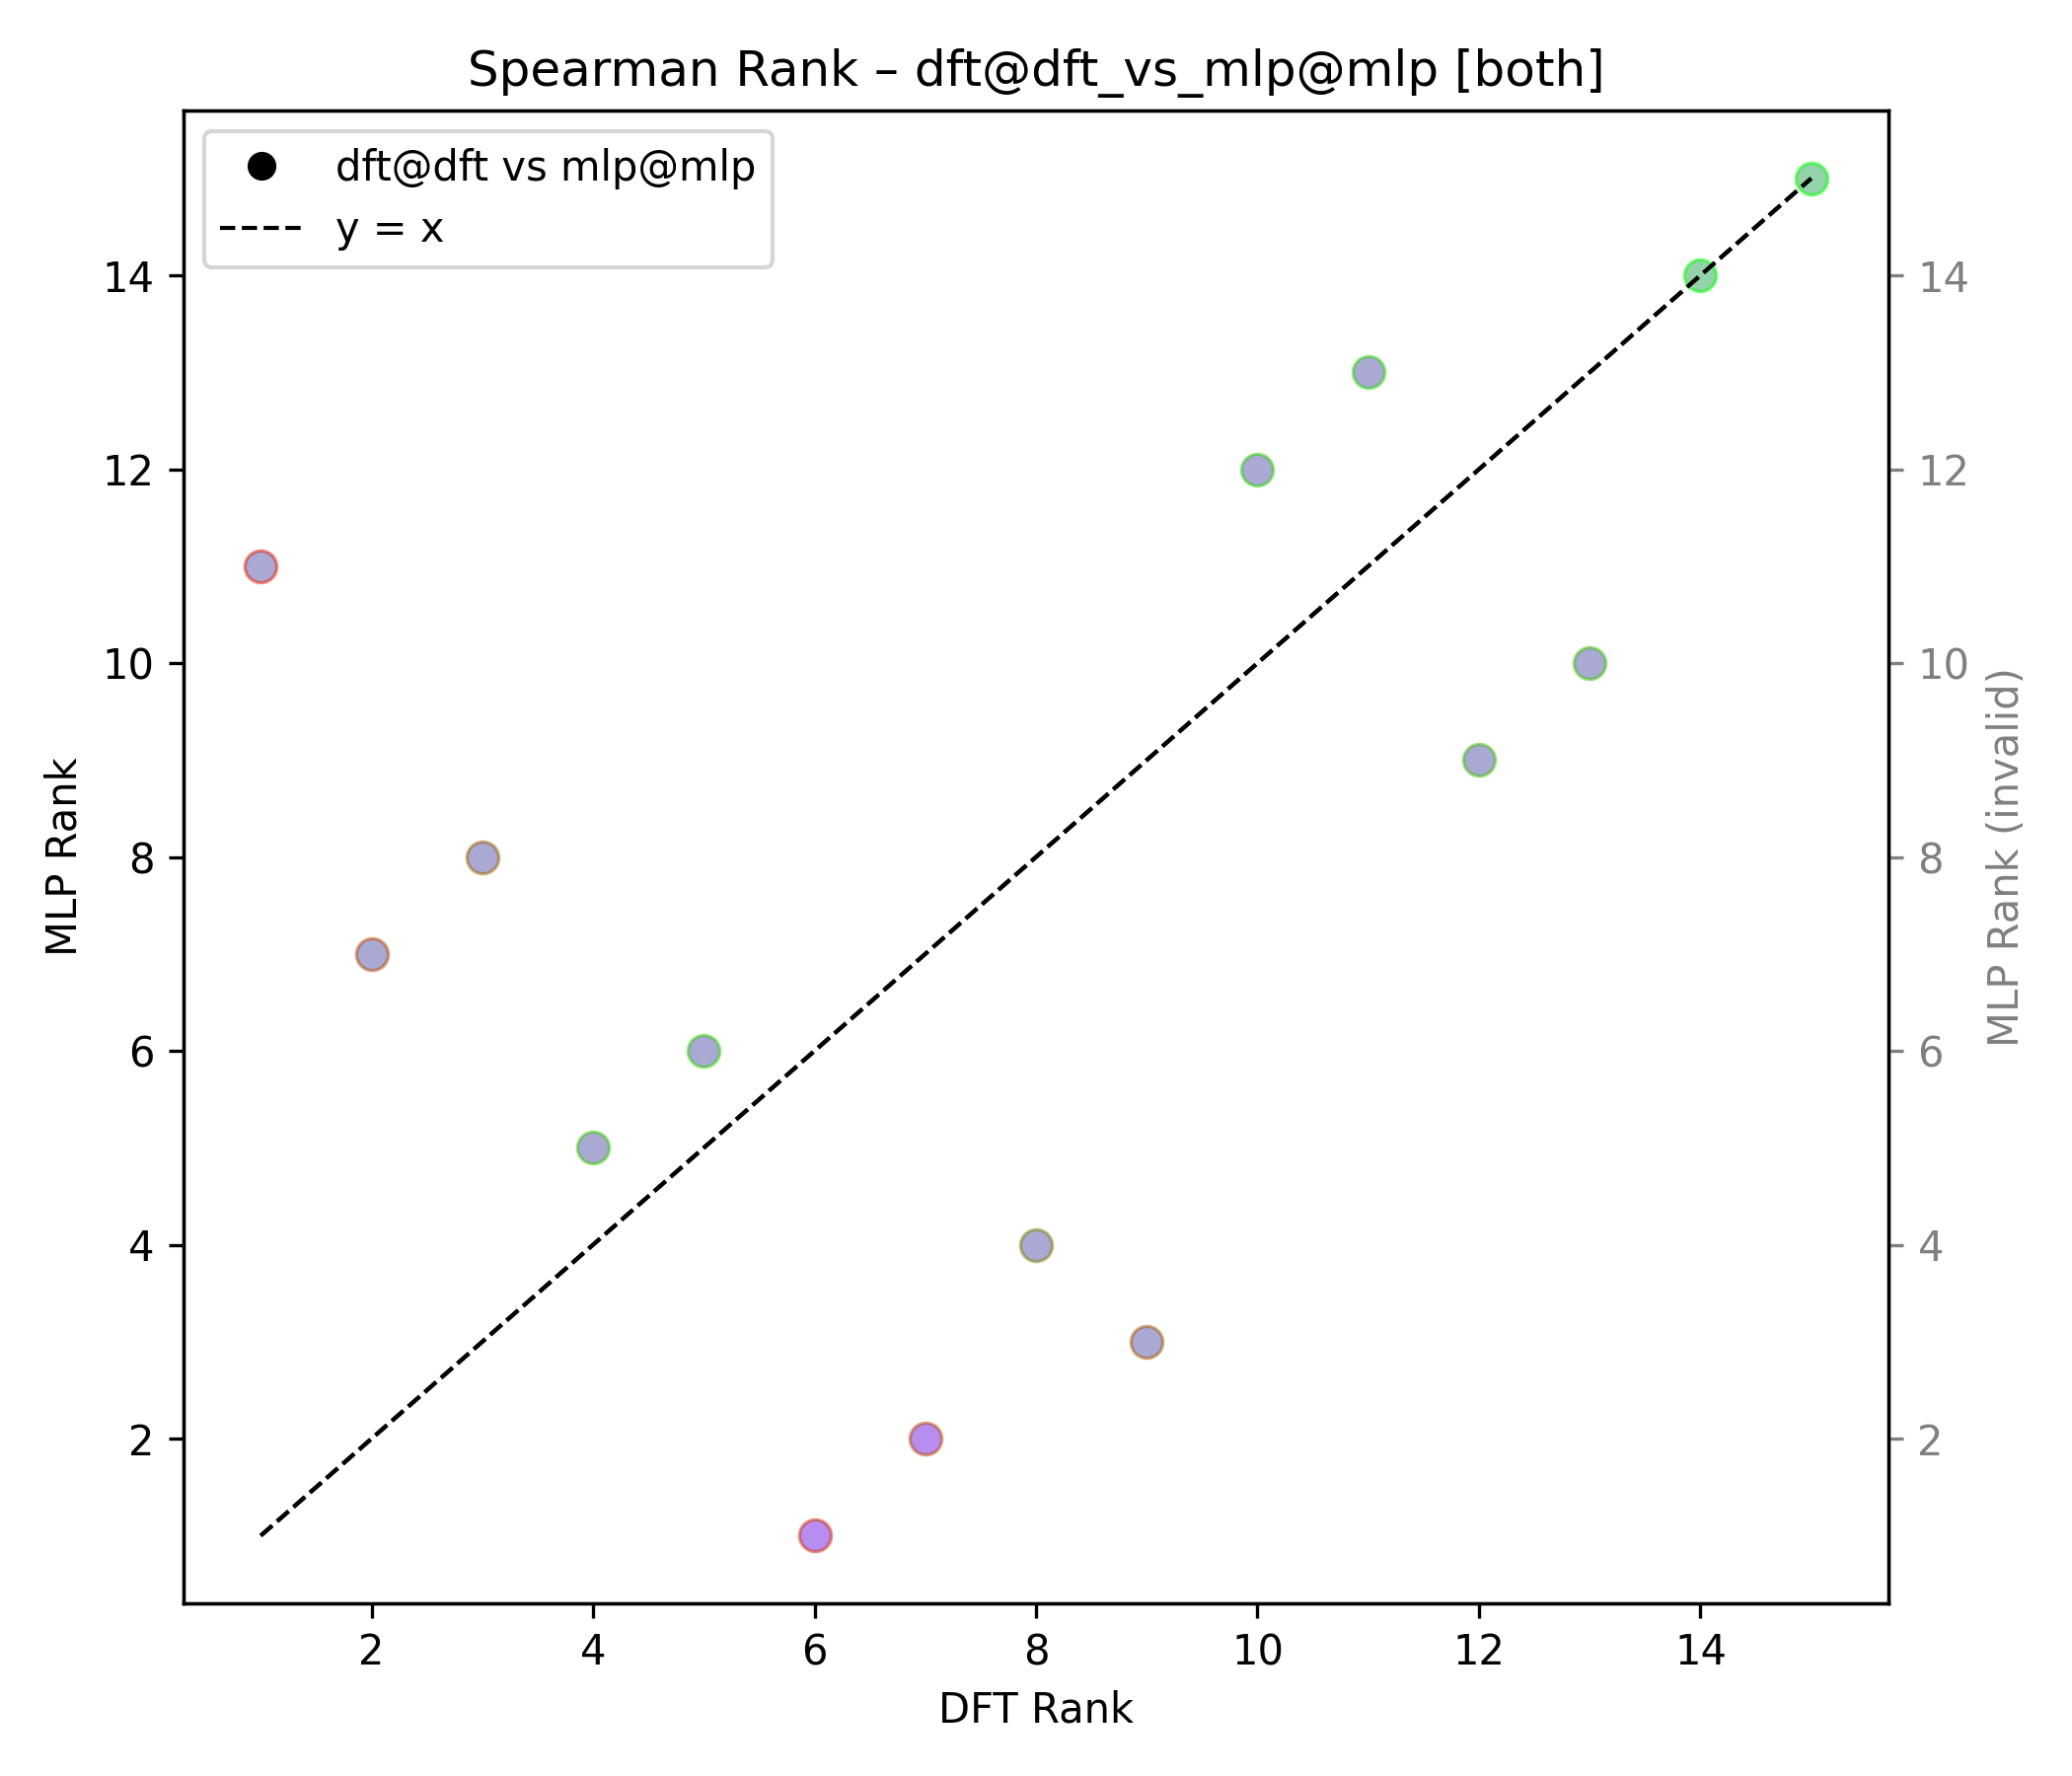 Spearman Rank – dft@dft_vs_mlp@mlp [both]
dft@dft vs mlp@mlp
y = x
14
12
10
8
6
4
2
MLP Rank
14
12
10
8
6
4
2
MLP Rank (invalid)
2 4 6 8 10 12 14
DFT Rank